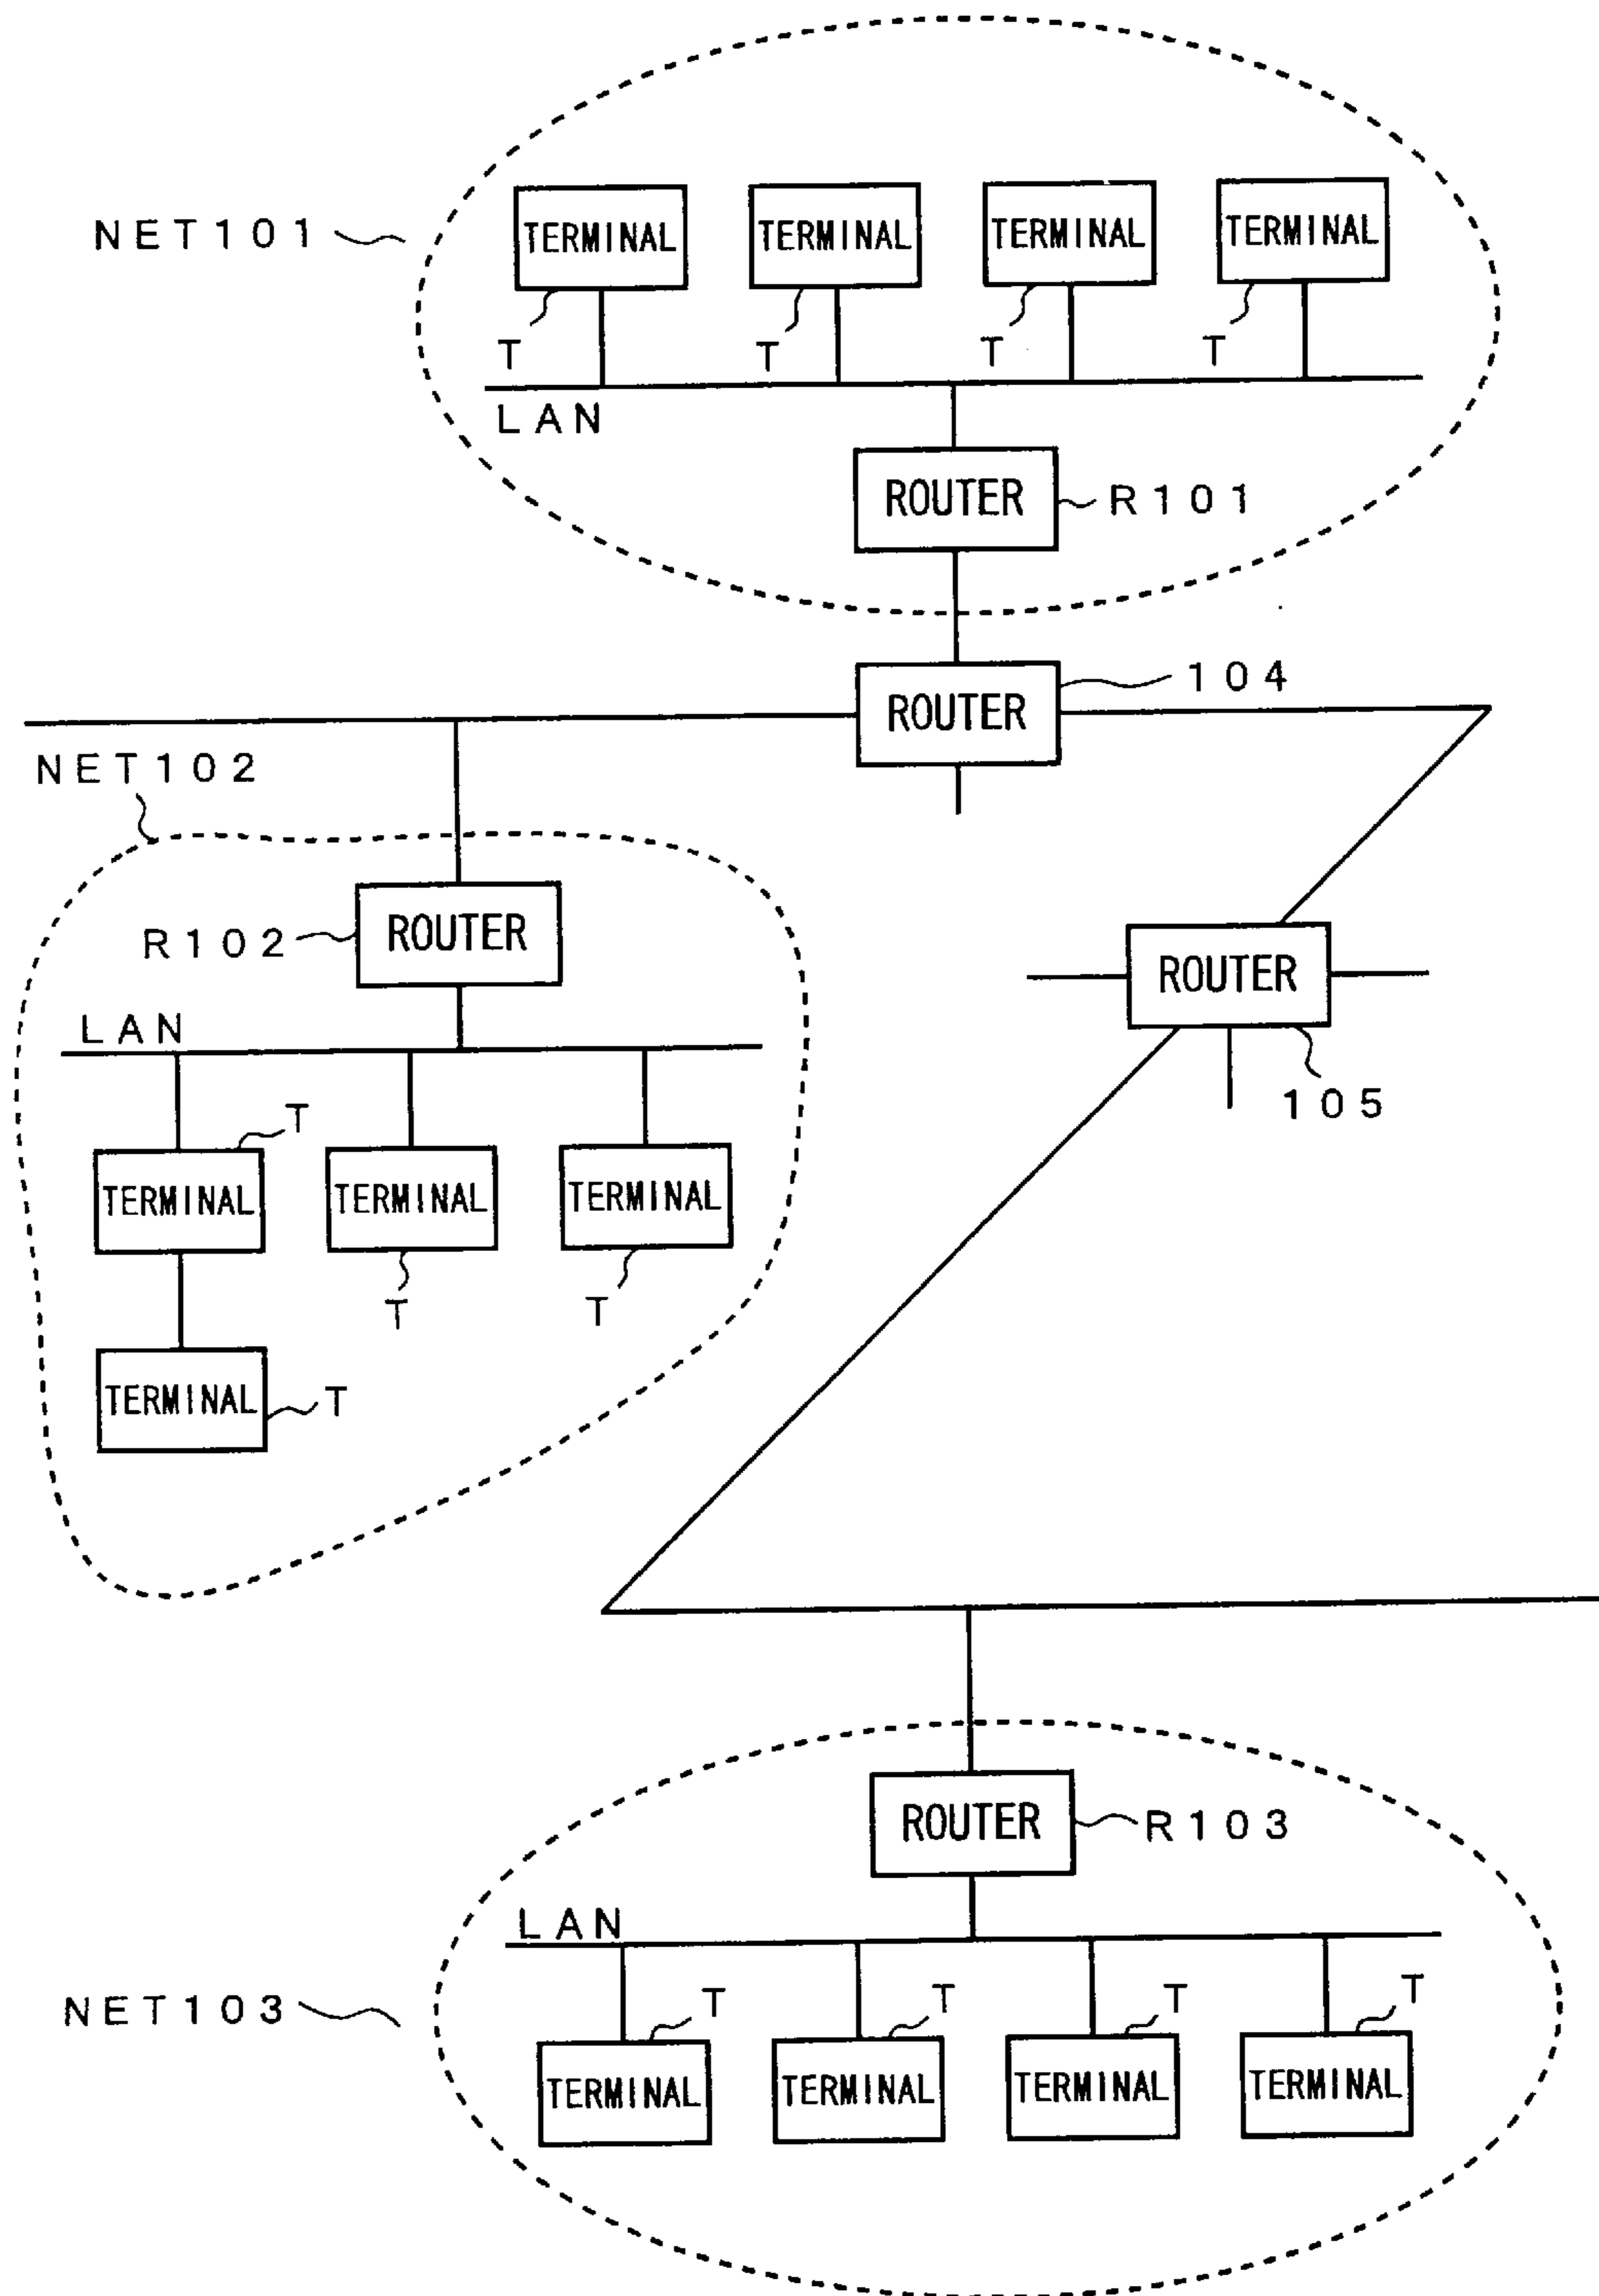 NET101
TERMINAL TERMINAL TERMINAL TERMINAL
T T T T
LAN
ROUTER R101
ROUTER 104
NET102
R102 ROUTER
ROUTER
105
LAN
T
TERMINAL TERMINAL TERMINAL
T T
TERMINAL T
ROUTER R103
LAN
NET103
T T T T
TERMINAL TERMINAL TERMINAL TERMINAL